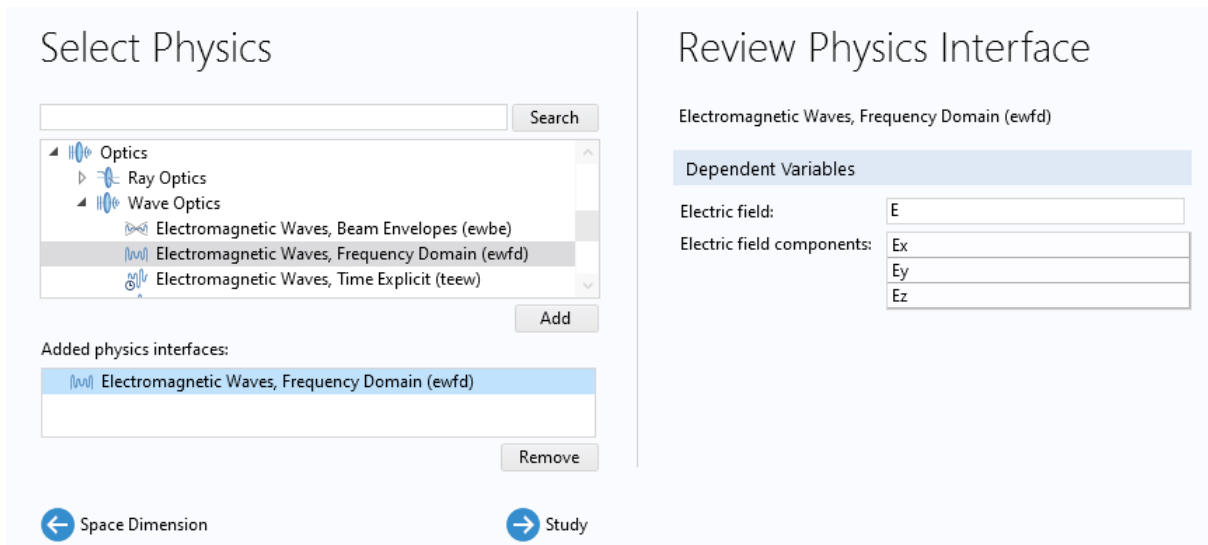 Select Physics
Search
Optics
Ray Optics
Wave Optics
Electromagnetic Waves, Beam Envelopes (ewbe)
Electromagnetic Waves, Frequency Domain (ewfd)
Electromagnetic Waves, Time Explicit (teew)
Add
Added physics interfaces:
Electromagnetic Waves, Frequency Domain (ewfd)
Remove
Space Dimension
Study
Review Physics Interface
Electromagnetic Waves, Frequency Domain (ewfd)
Dependent Variables
Electric field: E
Electric field components: Ex
Ey
Ez